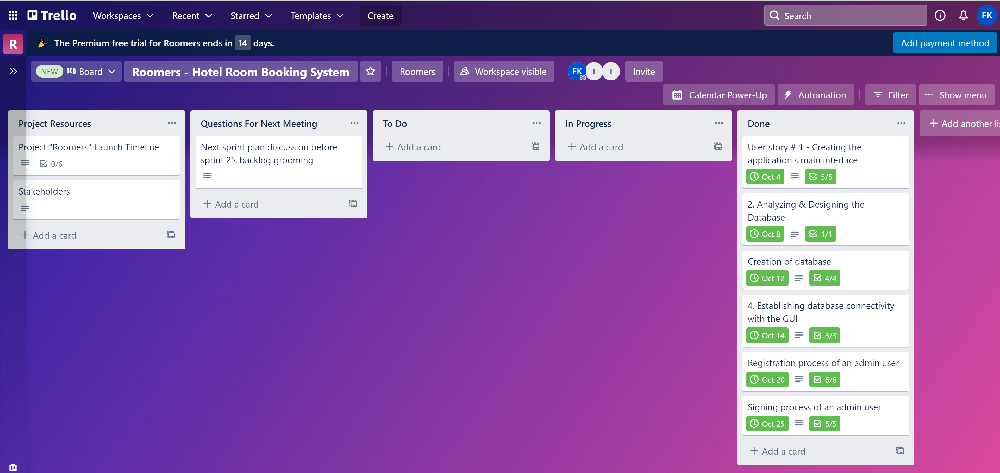 Trello
Workspaces
Recent
Starred
Templates
Create
Search
FK
R
The Premium free trial for Roomers ends in 14 days.
Add payment method
NEW Board
Roomers - Hotel Room Booking System
Roomers
Workspace visible
FK
I
I
Invite
Calendar Power-Up
Automation
Filter
Show menu
Project Resources
Project "Roomers" Launch Timeline
0/6
Stakeholders
Add a card
Questions For Next Meeting
Next sprint plan discussion before
sprint 2's backlog grooming
Add a card
To Do
Add a card
In Progress
Add a card
Done
User story # 1 - Creating the
application’s main interface
Oct 4
5/5
2. Analyzing & Designing the
Database
Oct 8
1/1
Creation of database
Oct 12
4/4
4. Establishing database connectivity
with the GUI
Oct 14
3/3
Registration process of an admin user
Oct 20
6/6
Signing process of an admin user
Oct 25
5/5
Add a card
Add another